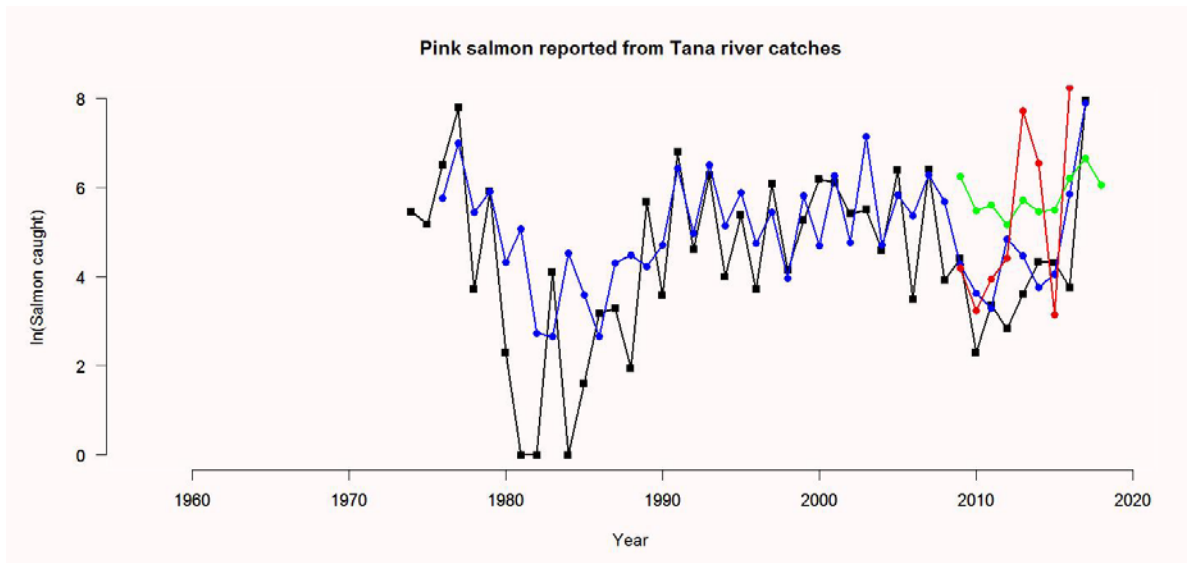 Pink salmon reported from Tana river catches
8
6
4
2
0
ln(Salmon caught)
1960 1970 1980 1990 2000 2010 2020
Year